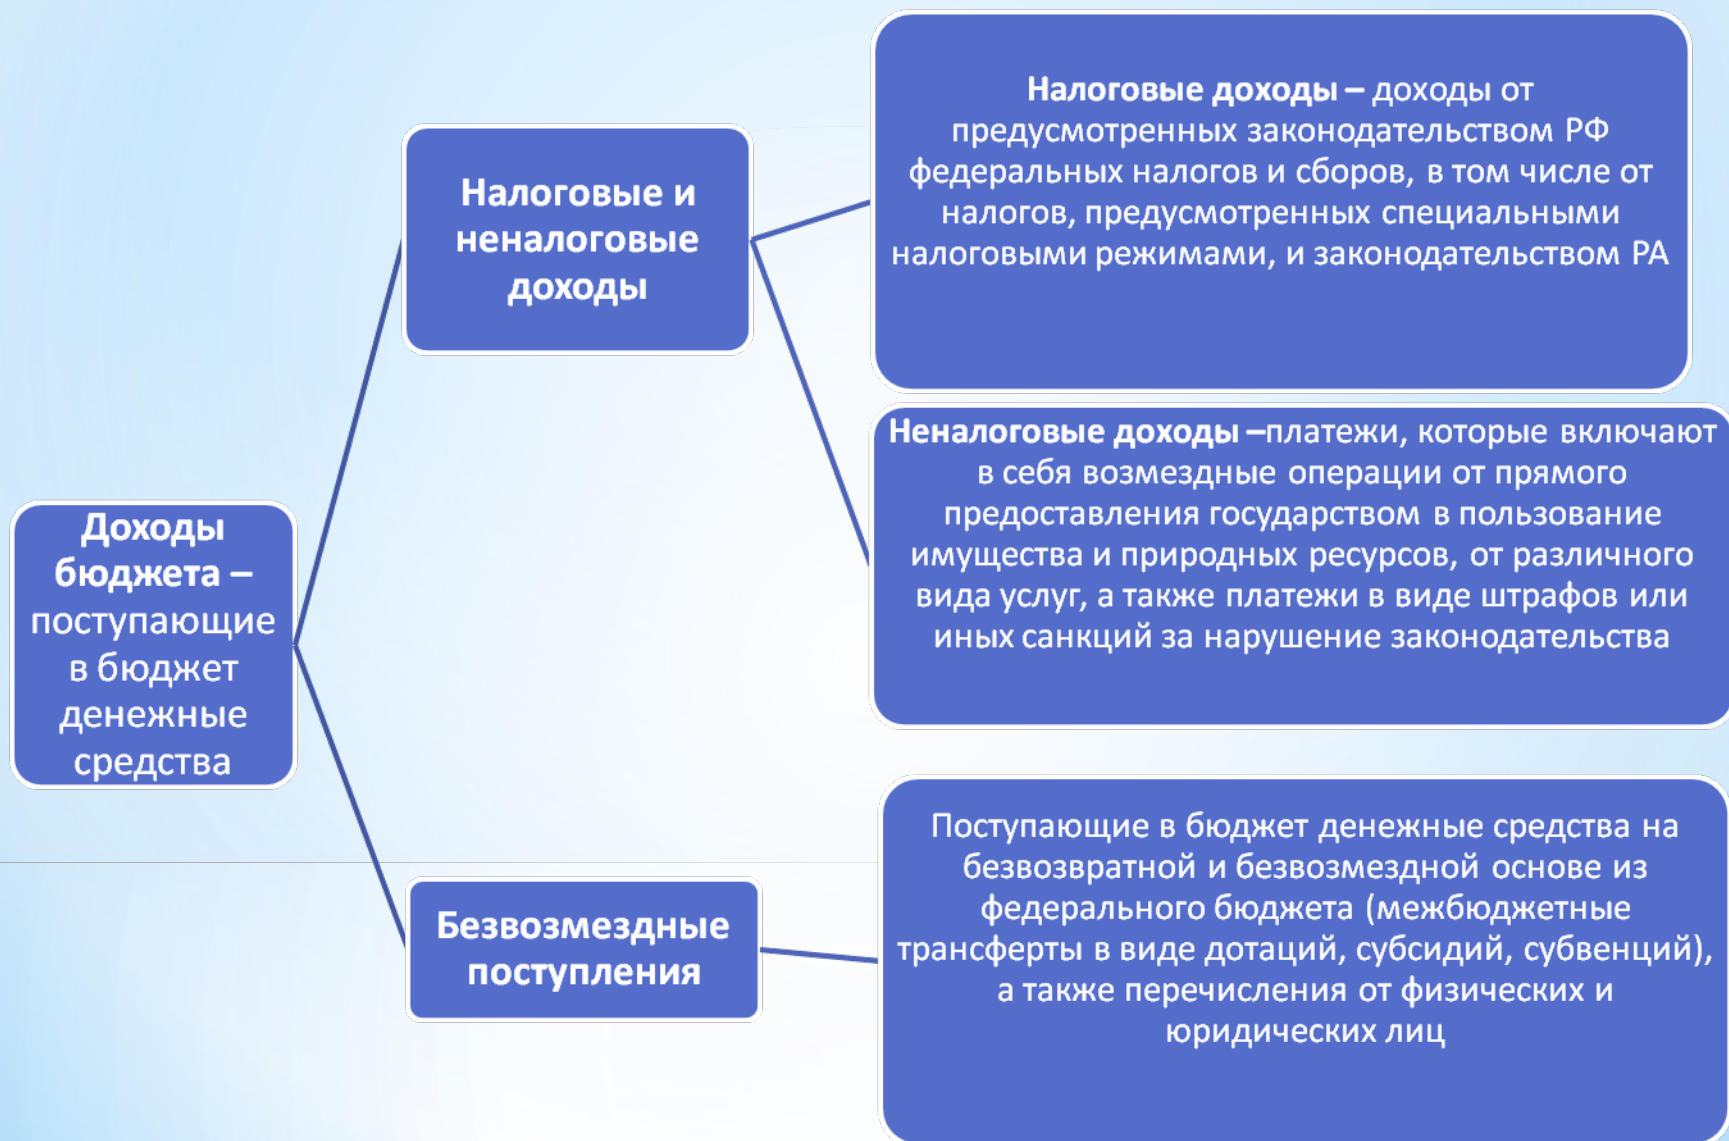 Доходы
бюджета –
поступающие
в бюджет
денежные
средства
Налоговые и
неналоговые
доходы
Налоговые доходы – доходы от
предусмотренных законодательством РФ
федеральных налогов и сборов, в том числе от
налогов, предусмотренных специальными
налоговыми режимами, и законодательством РА
Неналоговые доходы –платежи, которые включают
в себя возмездные операции от прямого
предоставления государством в пользование
имущества и природных ресурсов, от различного
вида услуг, а также платежи в виде штрафов или
иных санкций за нарушение законодательства
Безвозмездные
поступления
Поступающие в бюджет денежные средства на
безвозвратной и безвозмездной основе из
федерального бюджета (межбюджетные
трансферты в виде дотаций, субсидий, субвенций),
а также перечисления от физических и
юридических лиц